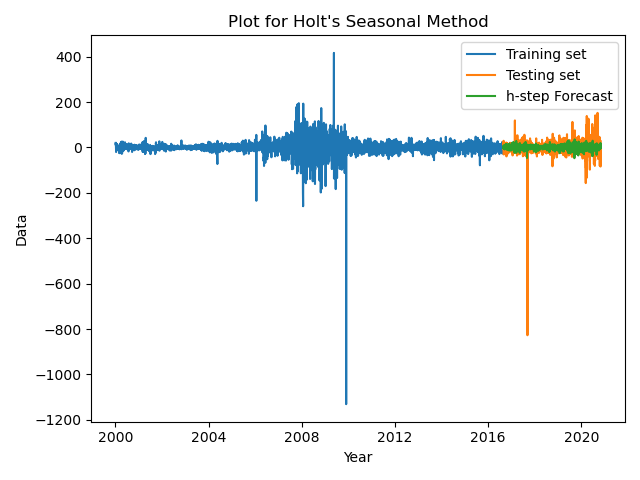 Plot for Holt's Seasonal Method
Training set
Testing set
h-step Forecast
400
200
0
−200
−400
−600
−800
−1000
−1200
Data
2000 2004 2008 2012 2016 2020
Year